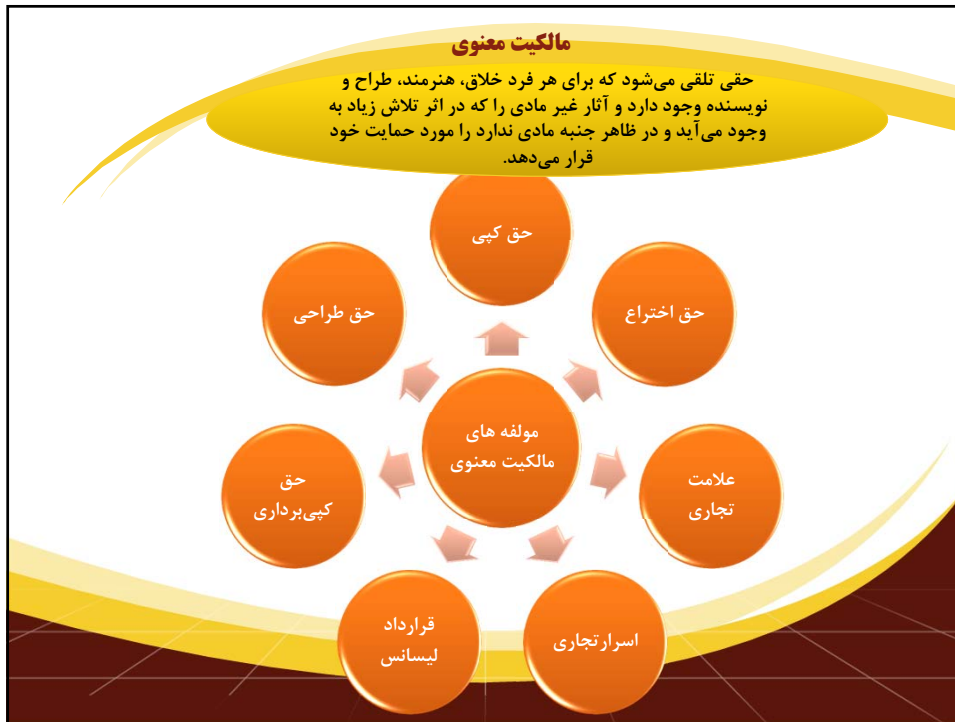 مالکیت معنوی
حقی تلقی می‌شود که برای هر فرد خلاق، هنرمند، طراح و
نویسنده وجود دارد و آثار غیر مادی را که در اثر تلاش زیاد به
وجود می‌آید و در ظاهر جنبه مادی ندارد را مورد حمایت خود
قرار می‌دهد.
حق کپی
حق اختراع
علامت
تجاری
اسرارتجاری
قرارداد
لیسانس
حق
کپی‌برداری
حق طراحی
مولفه های
مالکیت معنوی